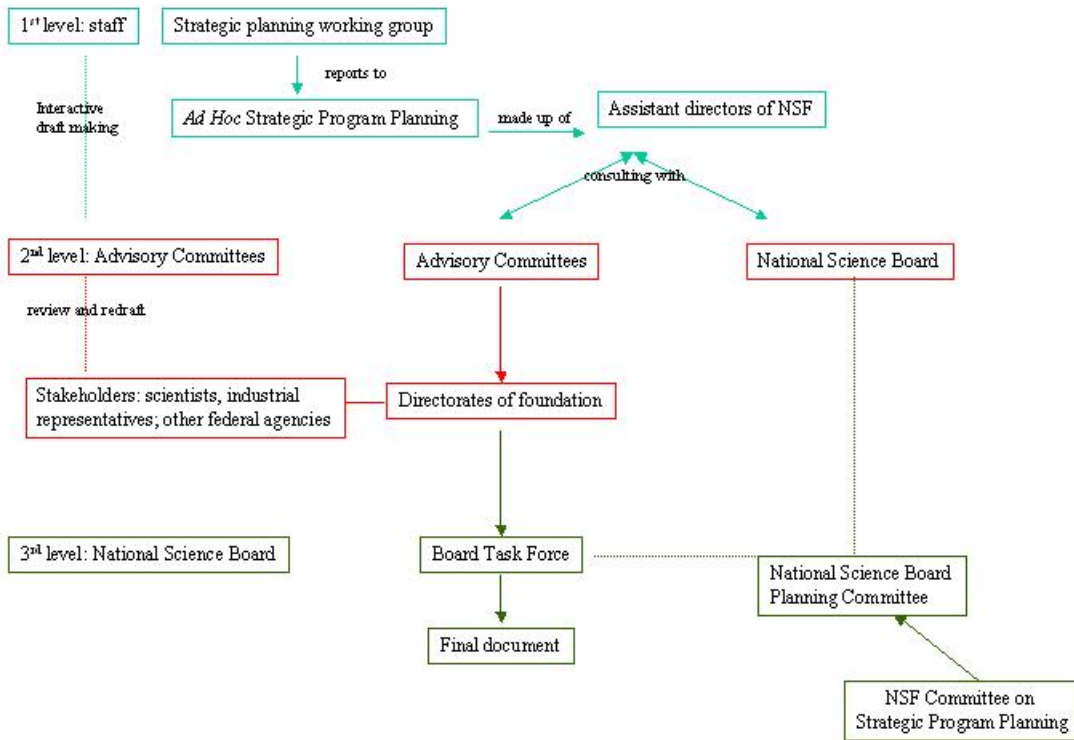 1st level: staff
Strategic planning working group
reports to
Interactive
draft making
Ad Hoc Strategic Program Planning
made up of
Assistant directors of NSF
consulting with
2nd level: Advisory Committees
Advisory Committees
National Science Board
review and redraft
Stakeholders: scientists, industrial
representatives; other federal agencies
Directorates of foundation
3rd level: National Science Board
Board Task Force
National Science Board
Planning Committee
Final document
NSF Committee on
Strategic Program Planning